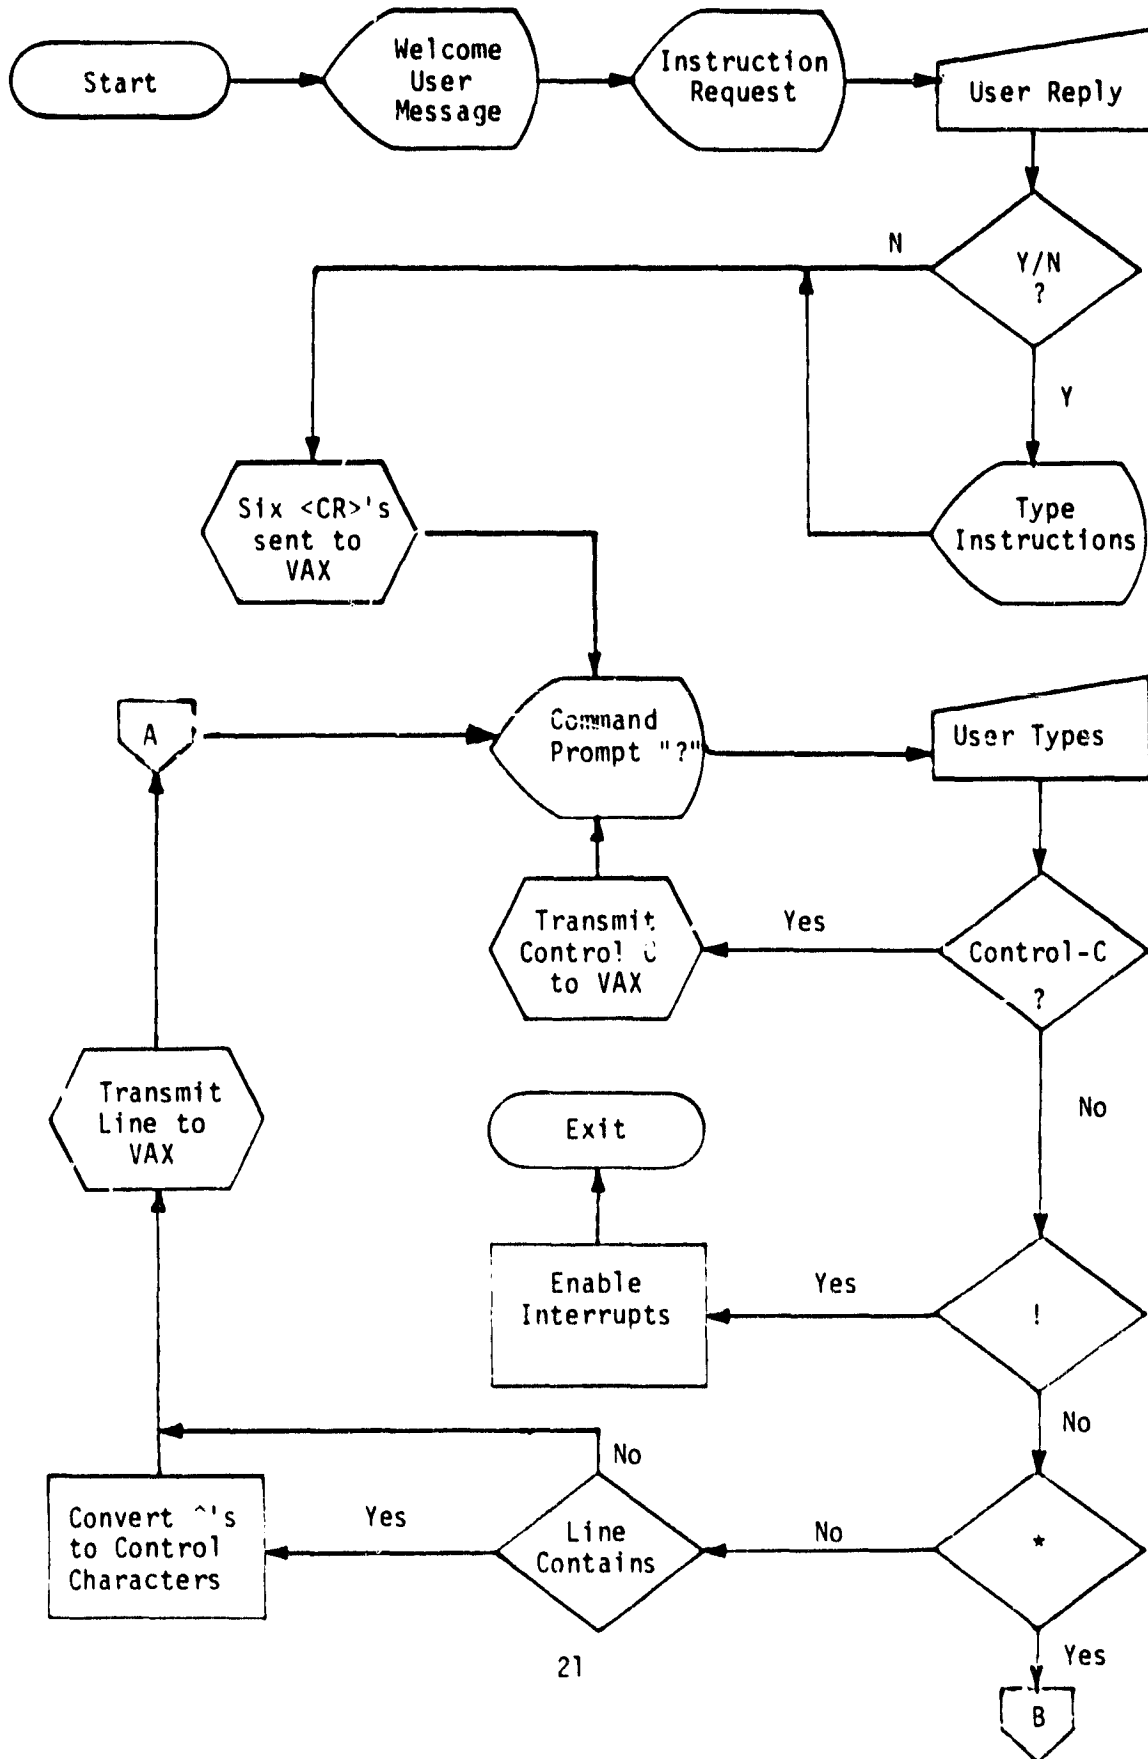 Start
Welcome
User
Message
Instruction
Request
User Reply
N
Y/N
?
Y
Six <CR>'s
sent to
VAX
Type
Instructions
A
Command
Prompt "?"
User Types
Transmit
Control C
to VAX
Yes
Control-C
?
No
Transmit
Line to
VAX
Exit
Enable
Interrupts
Yes
!
No
Convert ^'s
to Control
Characters
Yes
No
Line
Contains
No
*
Yes
21
B